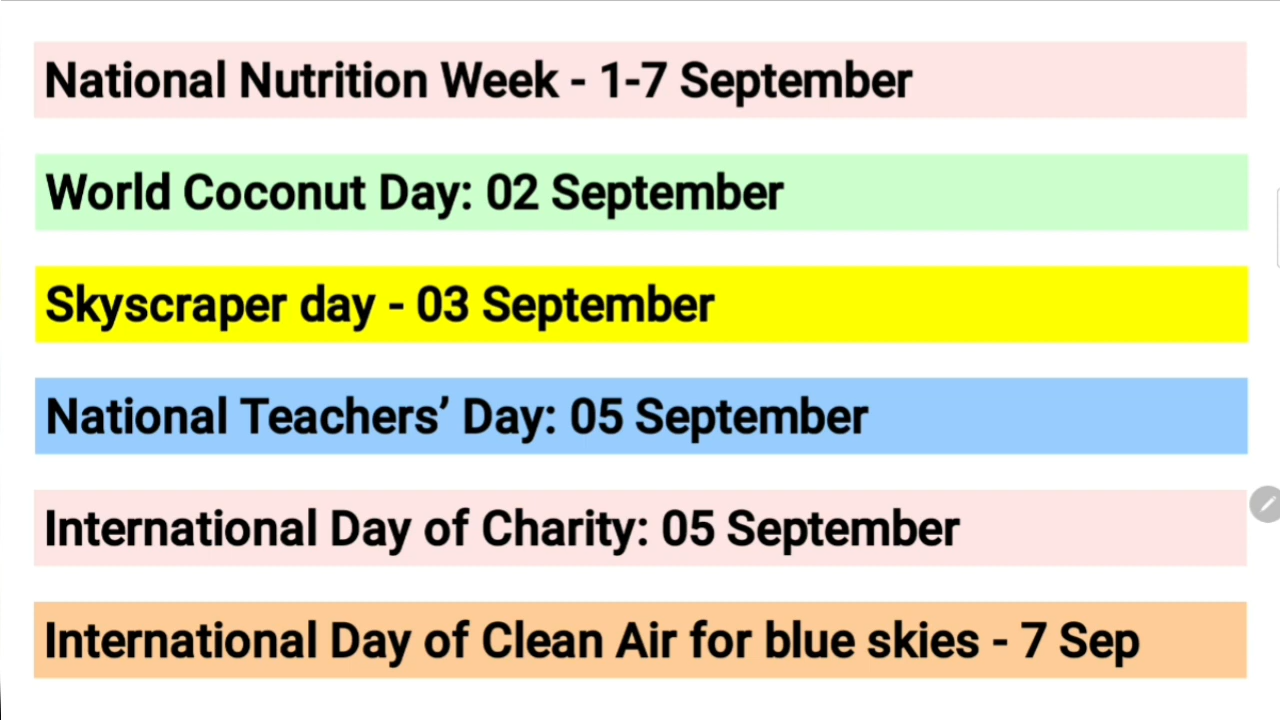 National Nutrition Week - 1-7 September
World Coconut Day: 02 September
Skyscraper day - 03 September
National Teachers’ Day: 05 September
International Day of Charity: 05 September
International Day of Clean Air for blue skies - 7 Sep